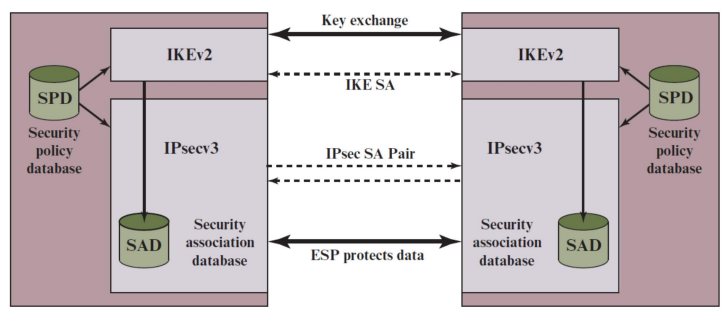 Key exchange
IKEv2
IKEv2
IKE SA
SPD
Security
policy
database
SPD
Security
policy
database
IPsecv3
IPsec SA Pair
IPsecv3
SAD
Security
association
database
ESP protects data
Security
association
database
SAD